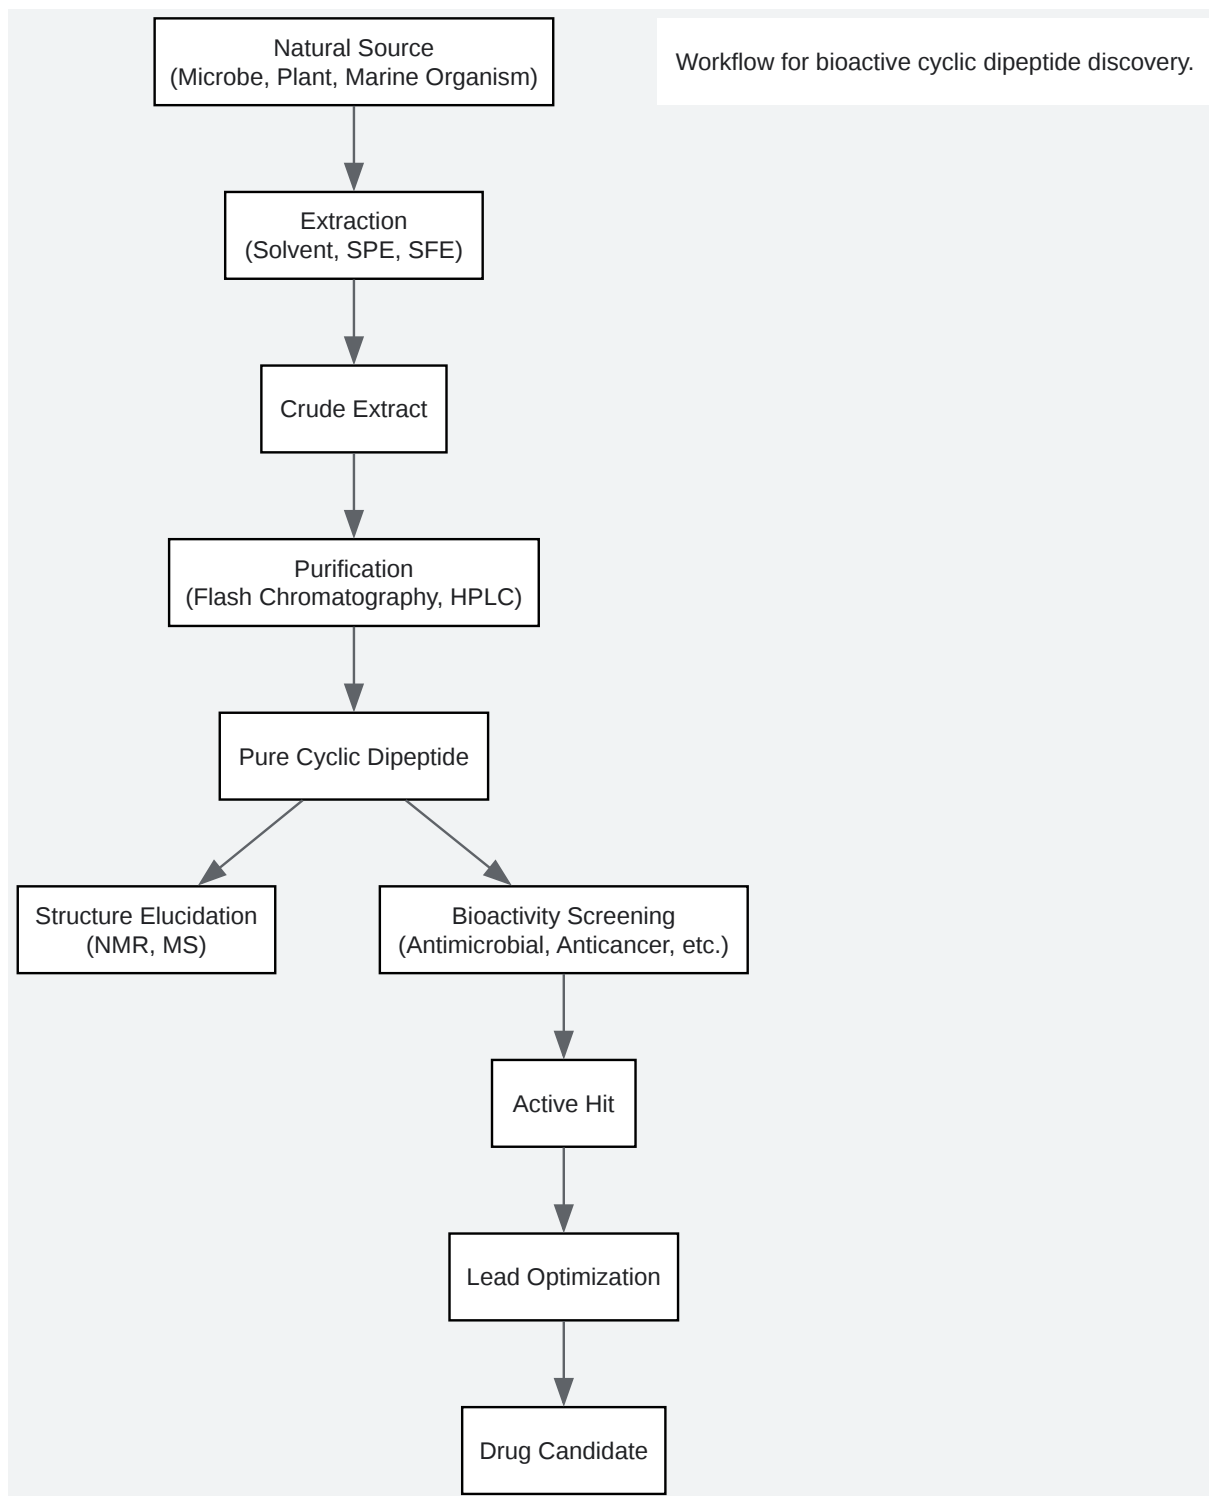 Natural Source
(Microbe, Plant, Marine Organism)
Workflow for bioactive cyclic dipeptide discovery.
Extraction
(Solvent, SPE, SFE)
Crude Extract
Purification
(Flash Chromatography, HPLC)
Pure Cyclic Dipeptide
Structure Elucidation
(NMR, MS)
Bioactivity Screening
(Antimicrobial, Anticancer, etc.)
Active Hit
Lead Optimization
Drug Candidate